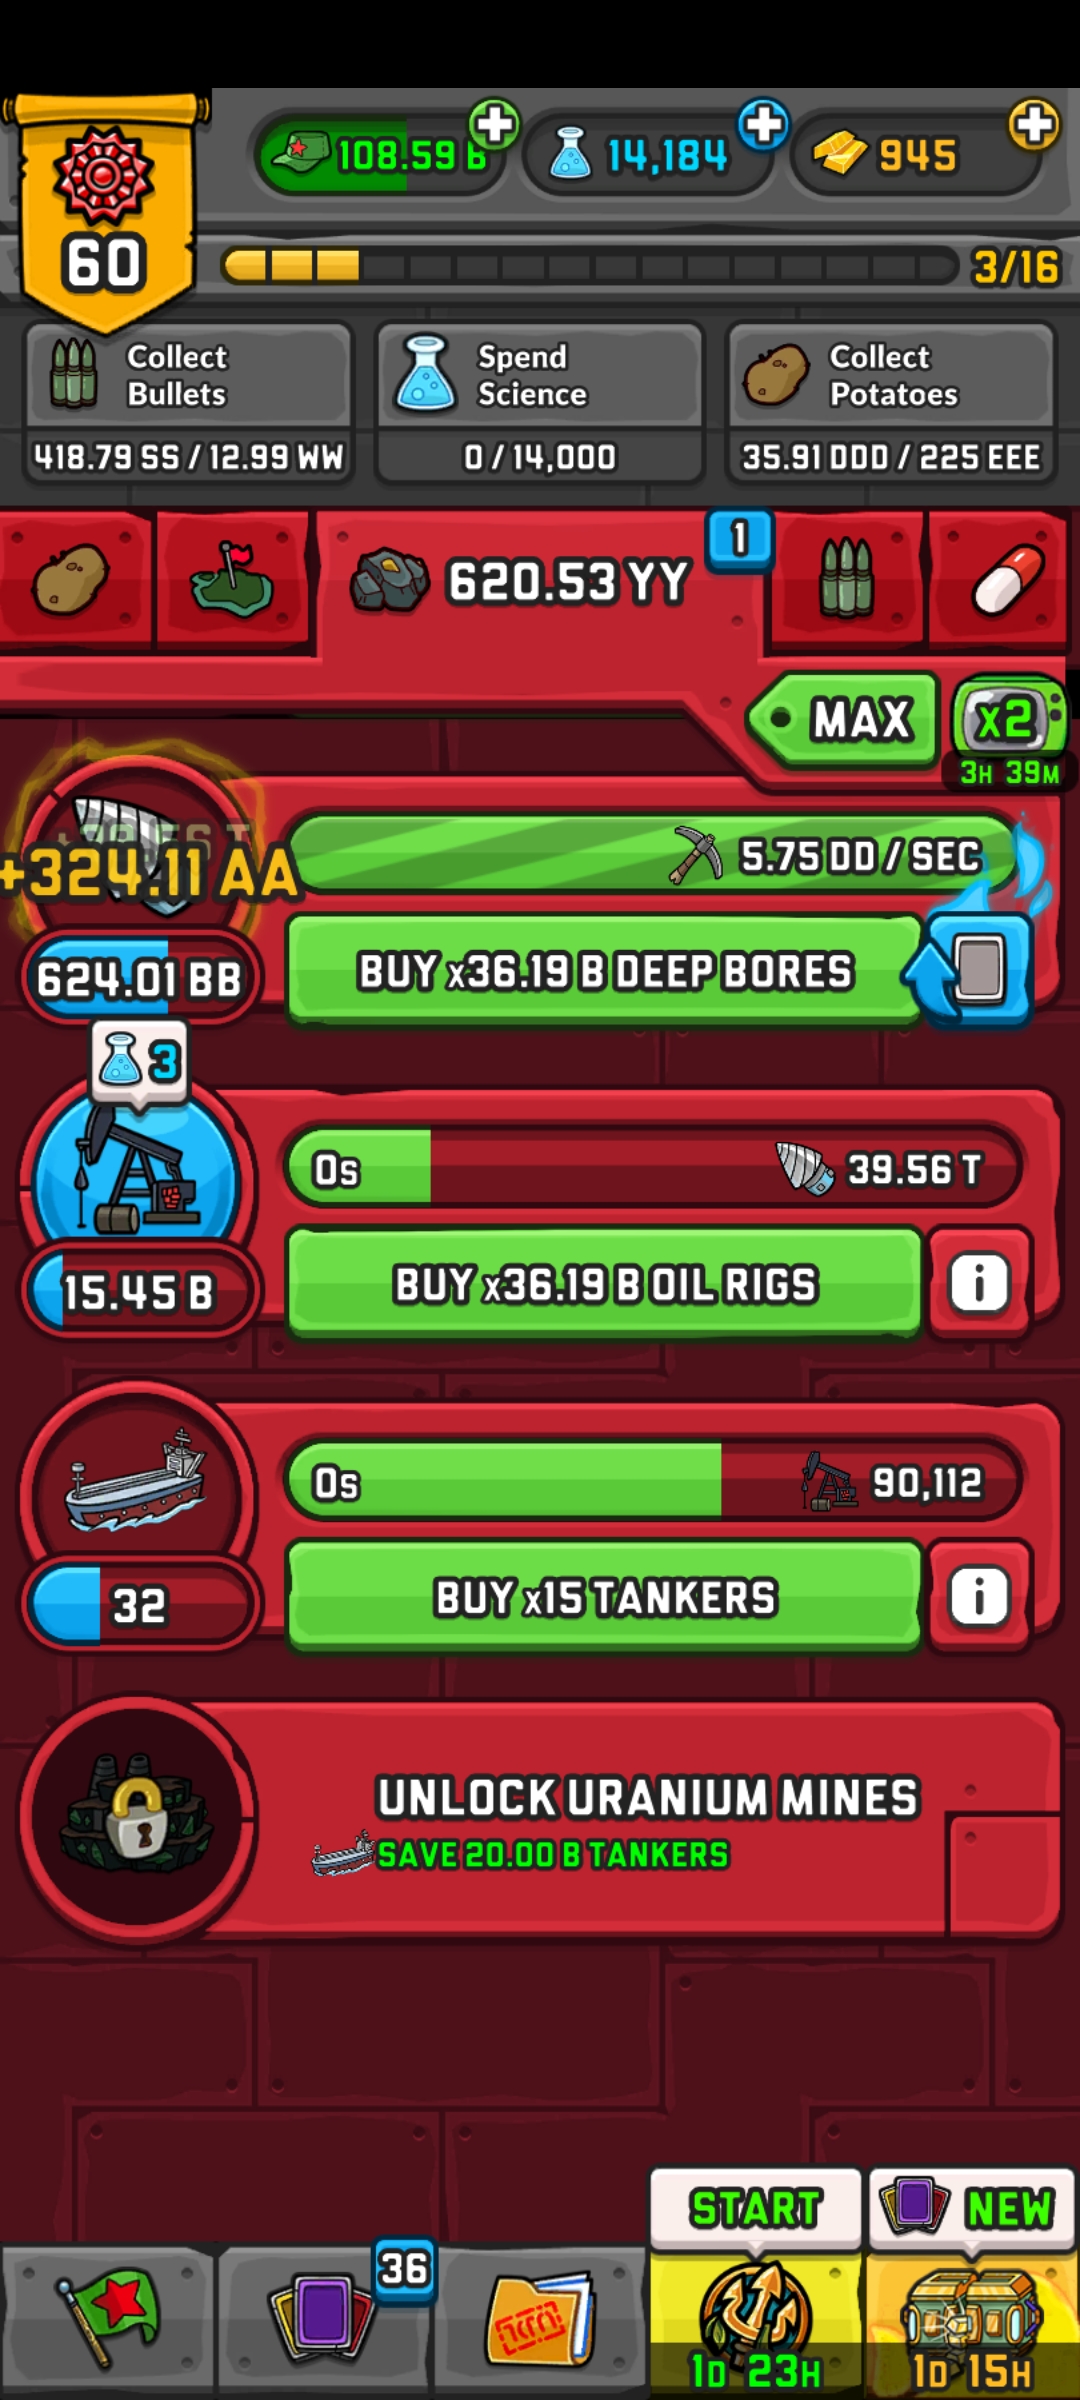 60
108.59 B
14,184
945
3/16
Collect
Bullets
418.79 SS / 12.99 WW
Spend
Science
0 / 14,000
Collect
Potatoes
35.91 DDD / 225 EEE
620.53 YY
1
MAX
x2
3H 39M
+324.11 AA
5.75 DD / SEC
624.01 BB
BUY x36.19 B DEEP BORES
3
0s
39.56 T
15.45 B
BUY x36.19 B OIL RIGS
i
0s
90,112
32
BUY x15 TANKERS
i
UNLOCK URANIUM MINES
SAVE 20.00 B TANKERS
START
NEW
36
1D 23H
1D 15H